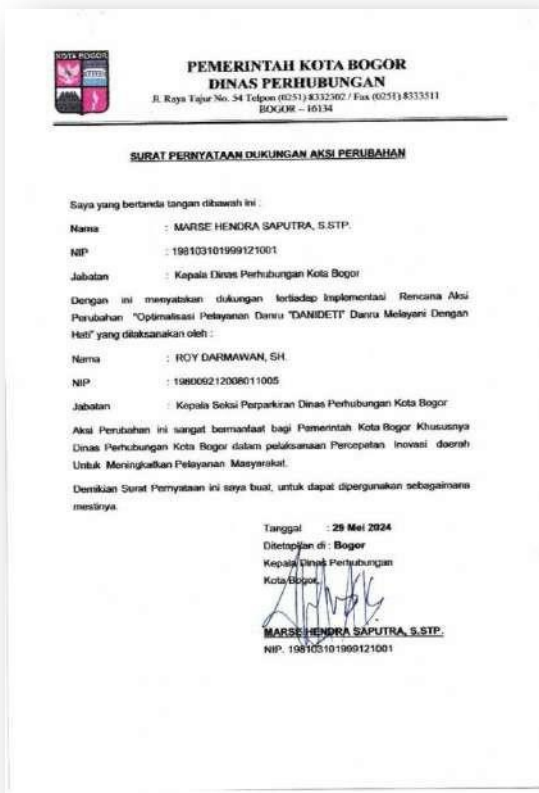 KOTA BOGOR
PEMERINTAH KOTA BOGOR
DINAS PERHUBUNGAN
Jl. Raya Tajur No. 54 Telpon (0251) 8332302 / Fax (0251) 8333511
BOGOR – 16134
SURAT PERNYATAAN DUKUNGAN AKSI PERUBAHAN
Saya yang bertanda tangan dibawah ini :
Nama : MARSE HENDRA SAPUTRA, S.STP.
NIP : 198103101999121001
Jabatan : Kepala Dinas Perhubungan Kota Bogor
Dengan ini menyatakan dukungan terhadap Implementasi Rencana Aksi
Perubahan "Optimalisasi Pelayanan Danru "DANIDETI" Danru Melayani Dengan
Hati" yang dilaksanakan oleh :
Nama : ROY DARMAWAN, SH.
NIP : 198009212008011005
Jabatan : Kepala Seksi Perparkiran Dinas Perhubungan Kota Bogor
Aksi Perubahan ini sangat bermanfaat bagi Pemerintah Kota Bogor Khususnya
Dinas Perhubungan Kota Bogor dalam pelaksanaan Percepatan Inovasi daerah
Untuk Meningkatkan Pelayanan Masyarakat.
Demikian Surat Pernyataan ini saya buat, untuk dapat dipergunakan sebagaimana
mestinya.
Tanggal : 29 Mei 2024
Ditetapkan di : Bogor
Kepala Dinas Perhubungan
Kota Bogor,
MARSE HENDRA SAPUTRA, S.STP.
NIP. 198103101999121001